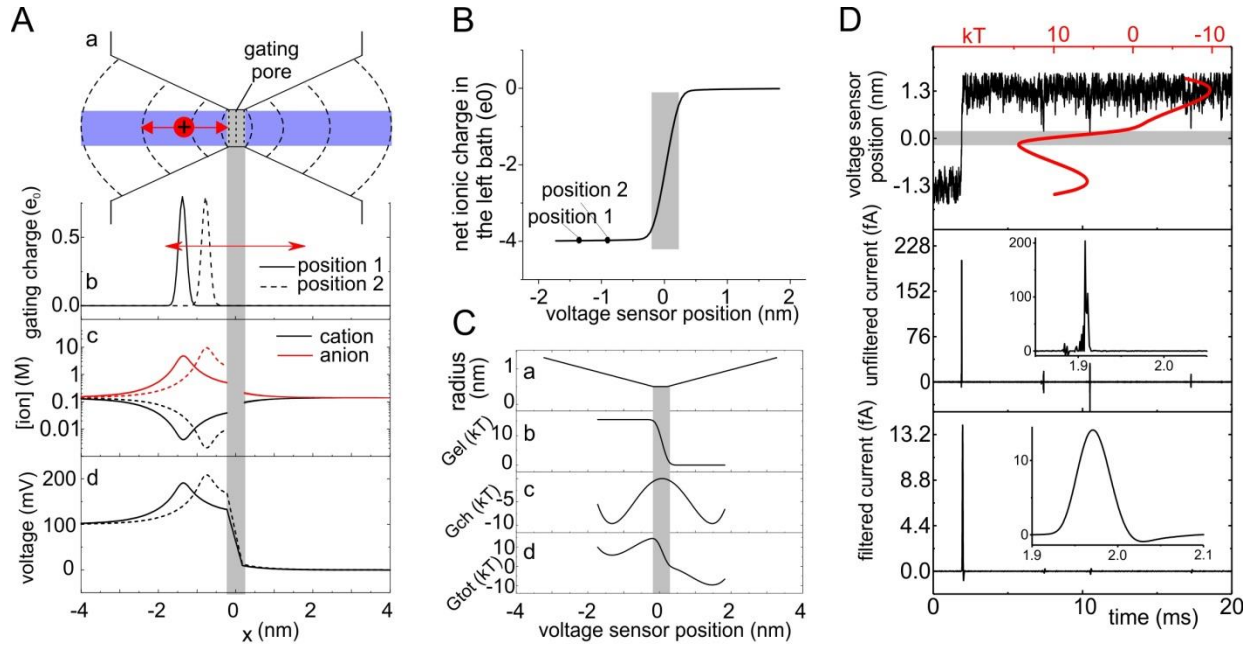 A
a
gating
pore
+
gating charge (e0)
0.5
0.0
b
position 1
position 2
[ion] (M)
10
1
0.1
0.01
c
cation
anion
voltage (mV)
200
100
0
d
-4
-2
0
2
4
x (nm)
B
net ionic charge in
the left bath (e0)
0
-2
-4
position 2
position 1
-2
-1
0
1
2
voltage sensor position (nm)
C
a
radius
(nm)
1
0
b
Gel (kT)
10
0
c
Gch (kT)
-5
-10
d
Gtot (kT)
10
0
-10
-4
-2
0
2
4
voltage sensor position (nm)
D
kT
10
0
-10
voltage sensor
position (nm)
1.3
0.0
-1.3
unfiltered current (fA)
228
152
76
0
200
100
0
1.9
2.0
filtered current (fA)
13.2
8.8
4.4
0.0
10
0
1.9
2.0
2.1
0
10
20
time (ms)